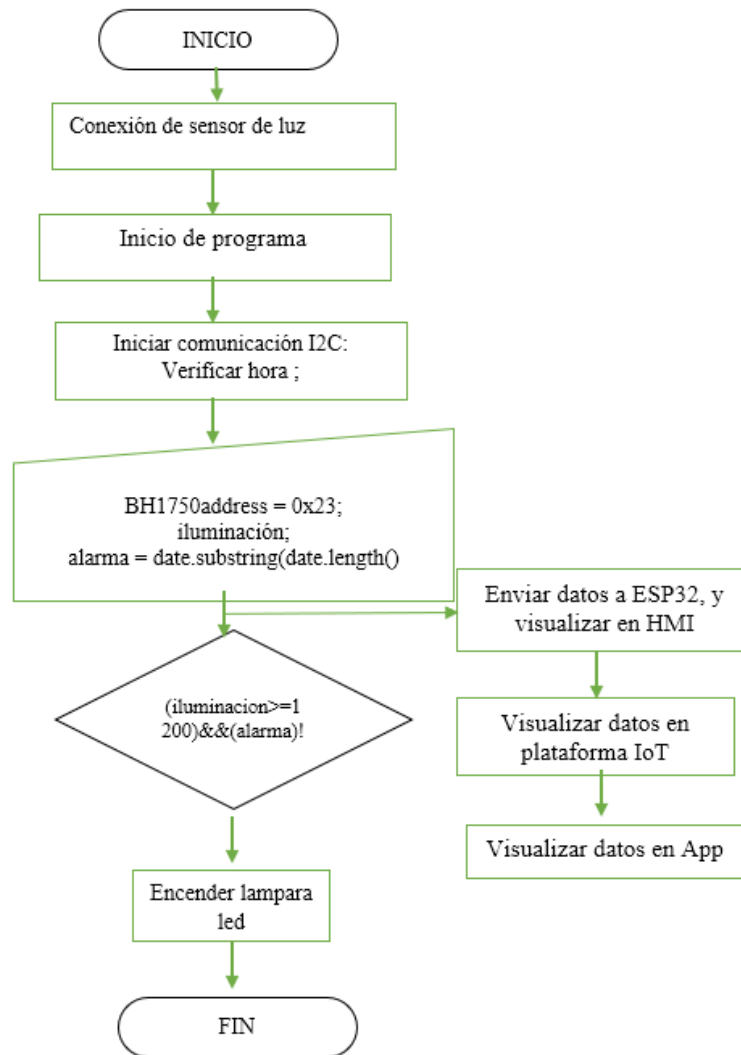 INICIO
Conexión de sensor de luz
Inicio de programa
Iniciar comunicación I2C:
Verificar hora ;
BH1750address = 0x23;
iluminación;
alarma = date.substring(date.length()
Enviar datos a ESP32, y
visualizar en HMI
(iluminacion>=1
200)&&(alarma)!
Visualizar datos en
plataforma IoT
Visualizar datos en App
Encender lampara
led
FIN